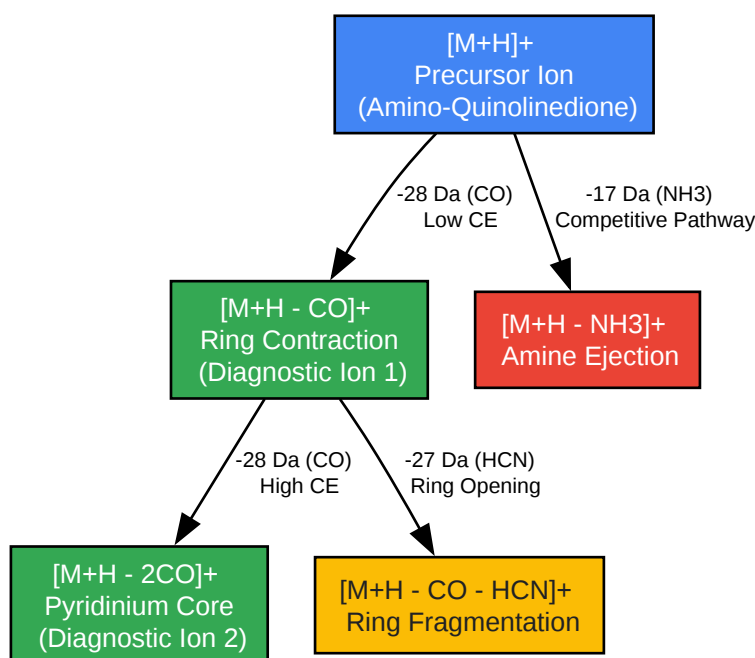 [M+H]+
Precursor Ion
(Amino-Quinolinedione)
-28 Da (CO)
Low CE
-17 Da (NH3)
Competitive Pathway
[M+H - CO]+
Ring Contraction
(Diagnostic Ion 1)
[M+H - NH3]+
Amine Ejection
-28 Da (CO)
High CE
-27 Da (HCN)
Ring Opening
[M+H - 2CO]+
Pyridinium Core
(Diagnostic Ion 2)
[M+H - CO - HCN]+
Ring Fragmentation